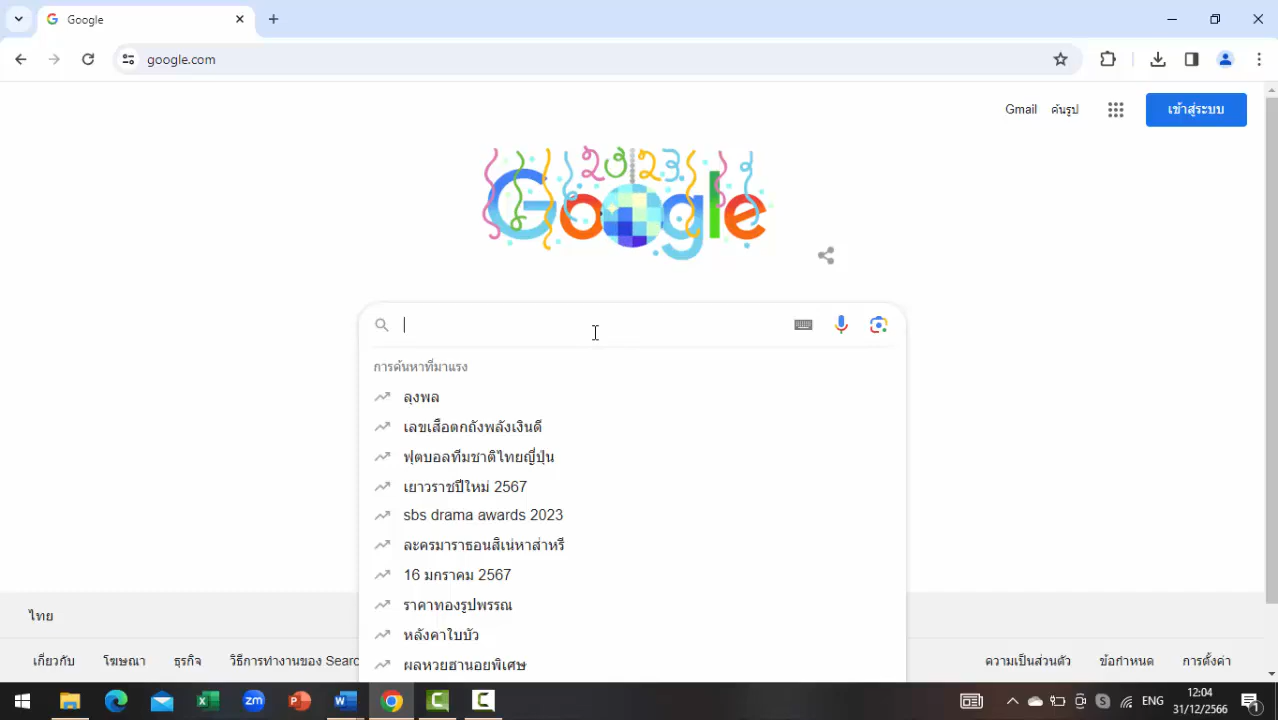 Google
google.com
Gmail ค้นรูป เข้าสู่ระบบ
2023
Google
การค้นหาที่มาแรง
ลุงพล
เลขเสือตกถังพลังเงินดี
ฟุตบอลทีมชาติไทยญี่ปุ่น
เยาวราชปีใหม่ 2567
sbs drama awards 2023
ละครมาราธอนสิเน่หาส่าหรี
16 มกราคม 2567
ราคาทองรูปพรรณ
หลังคาใบบัว
ผลหวยฮานอยพิเศษ
ไทย
เกี่ยวกับ โฆษณา ธุรกิจ วิธีการทำงานของ Searc ความเป็นส่วนตัว ข้อกำหนด การตั้งค่า
ENG 12:04
31/12/2566